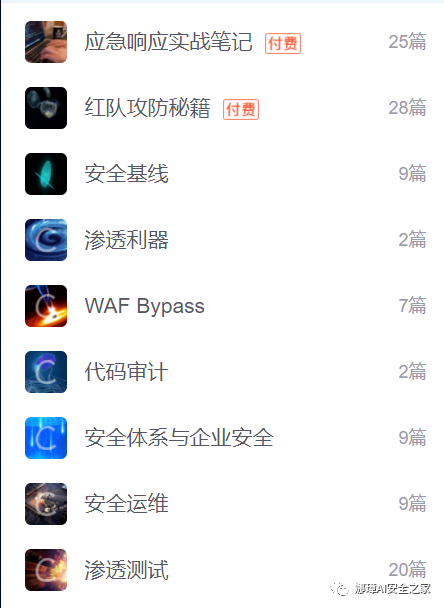 应急响应实战笔记 付费 25篇
红队攻防秘籍 付费 28篇
安全基线 9篇
渗透利器 2篇
WAF Bypass 7篇
代码审计 2篇
安全体系与企业安全 9篇
安全运维 9篇
渗透测试 20篇
娜璋AI安全之家